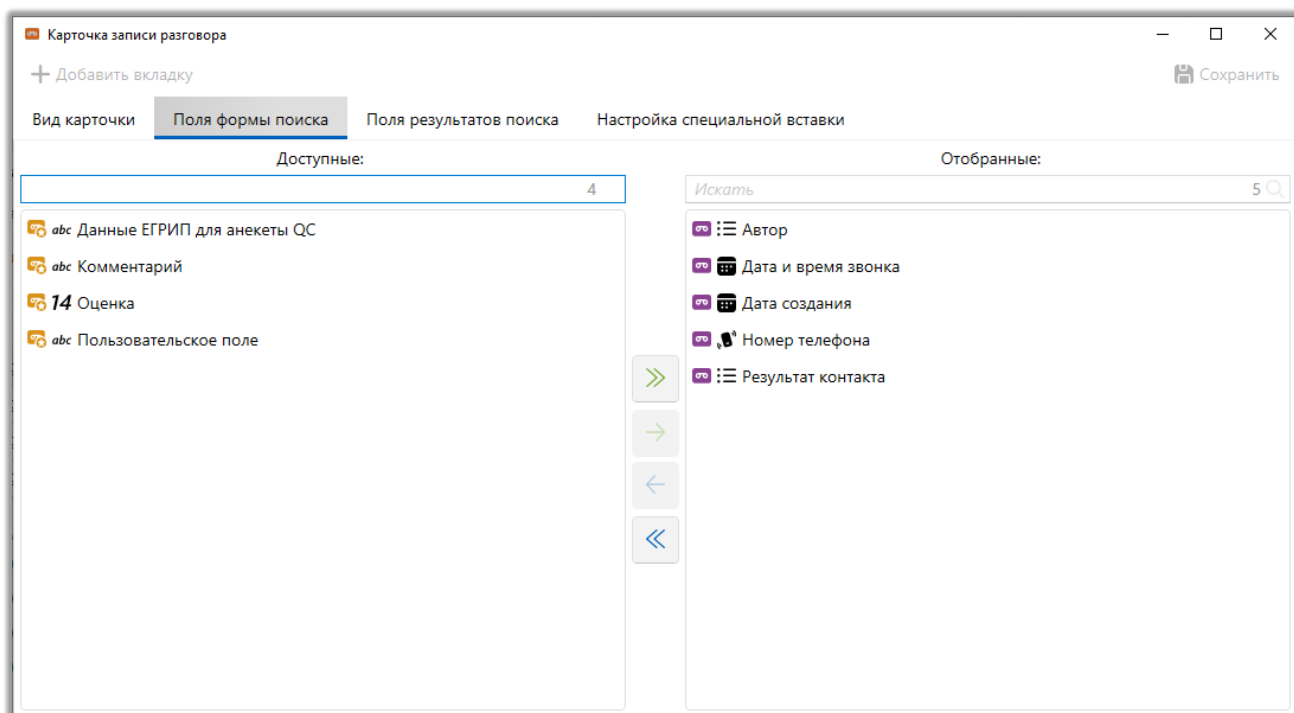 Карточка записи разговора
Добавить вкладку
Сохранить
Вид карточки Поля формы поиска Поля результатов поиска Настройка специальной вставки
Доступные:
4
abc Данные ЕГРИП для анкеты QC
abc Комментарий
14 Оценка
abc Пользовательское поле
Отобранные:
Искать 5
Автор
Дата и время звонка
Дата создания
Номер телефона
Результат контакта